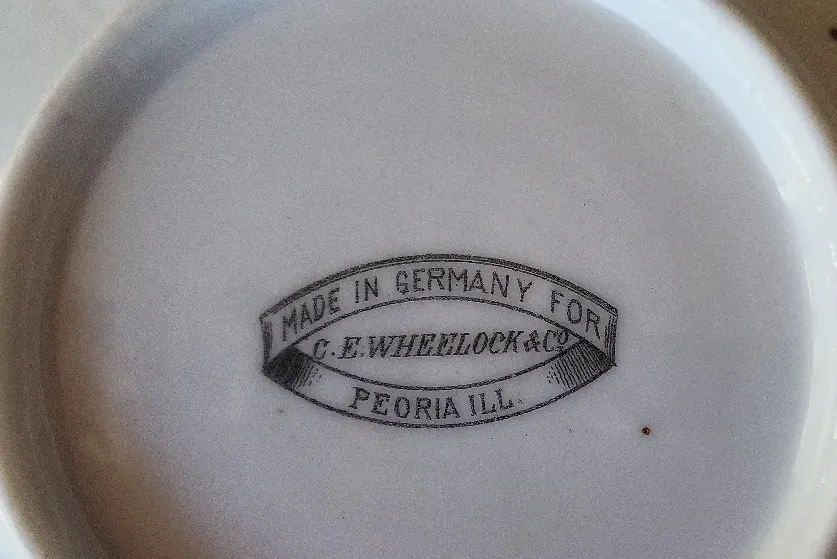 MADE IN GERMANY FOR
C. E. WHEELOCK & CO
PEORIA ILL.